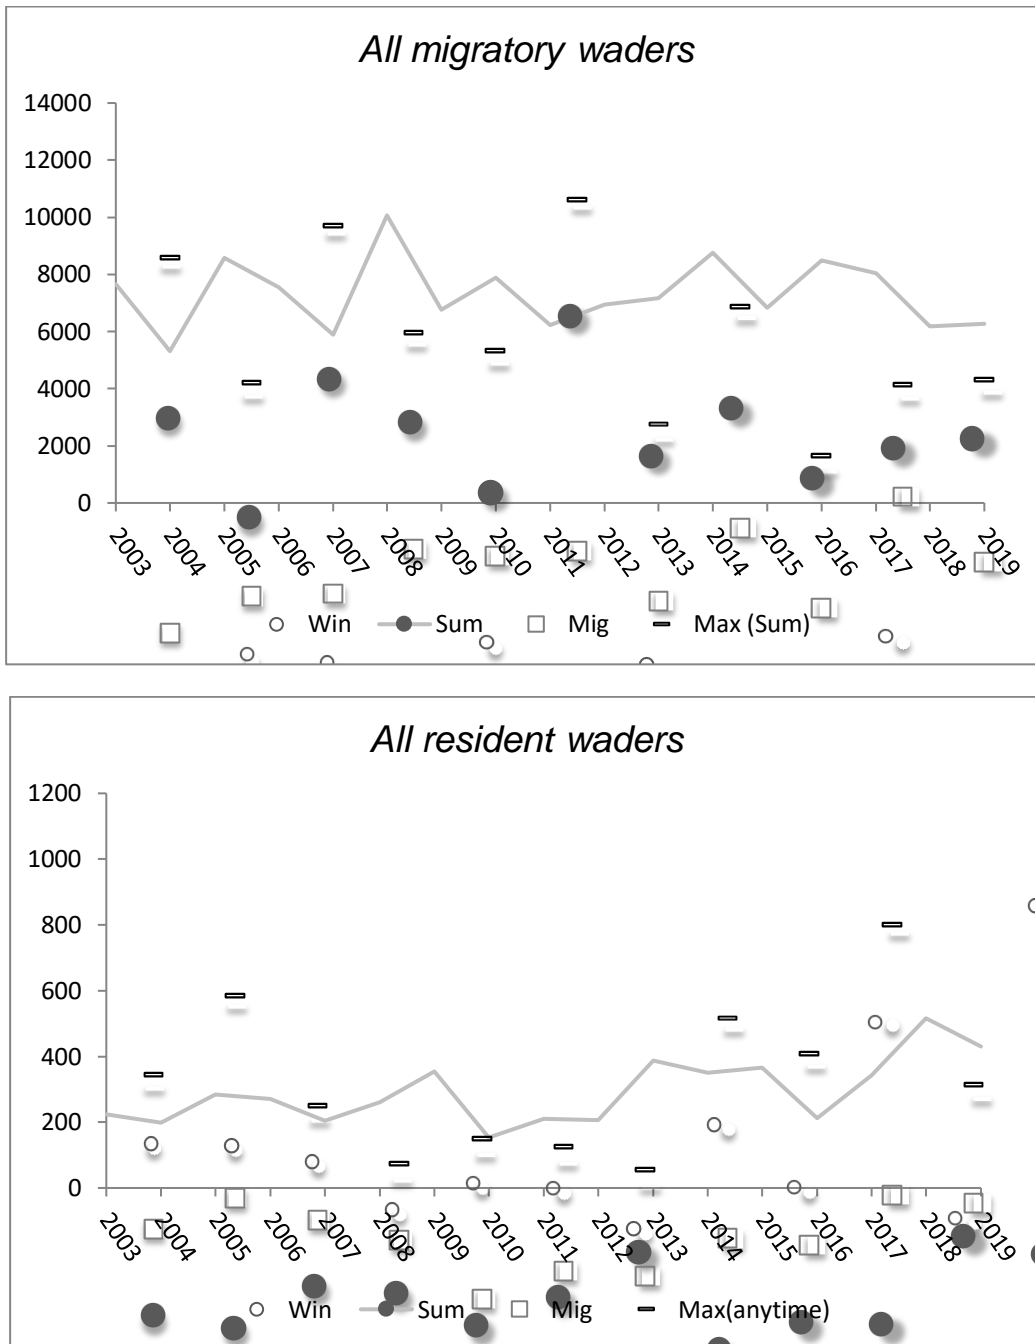 All migratory waders
14000
12000
10000
8000
6000
4000
2000
0
2003 2004 2005 2006 2007 2008 2009 2010 2011 2012 2013 2014 2015 2016 2017 2018 2019
Win Sum Mig Max (Sum)
All resident waders
1200
1000
800
600
400
200
0
2003 2004 2005 2006 2007 2008 2009 2010 2011 2012 2013 2014 2015 2016 2017 2018 2019
Win Sum Mig Max(anytime)